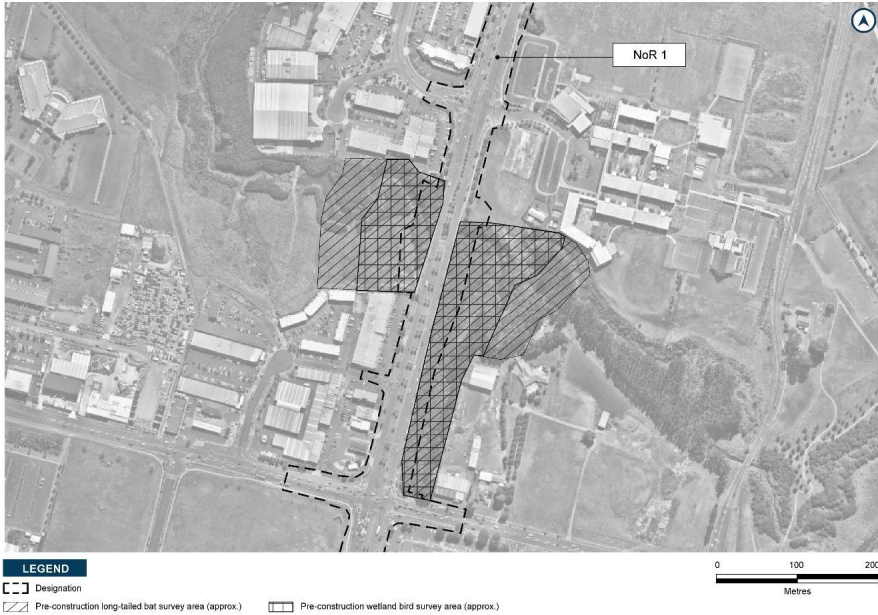 NoR 1
LEGEND
Designation
Pre-construction long-tailed bat survey area (approx.)
Pre-construction wetland bird survey area (approx.)
0 100 200
Metres